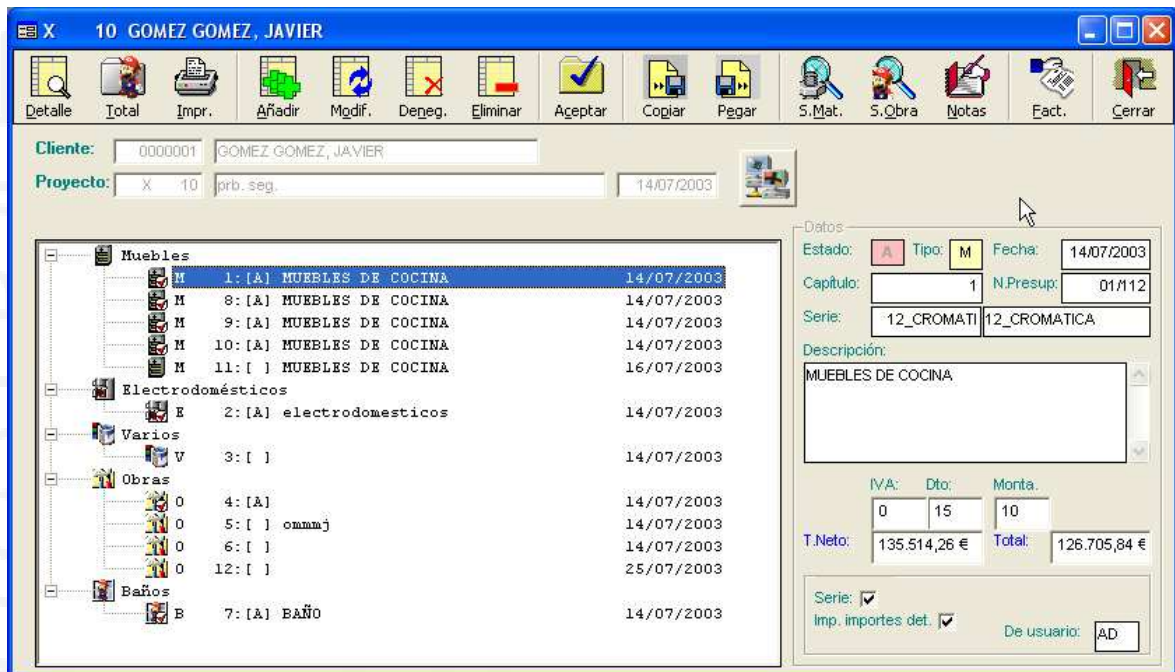 X 10 GOMEZ GOMEZ, JAVIER
Detalle Total Impr. Añadir Modif. Deneg. Eliminar Aceptar Copiar Pegar S.Mat. S.Obra Notas Fact. Cerrar
Cliente: 0000001 GOMEZ GOMEZ, JAVIER
Proyecto: X 10 prb. seg. 14/07/2003
Muebles
M 1:[A] MUEBLES DE COCINA 14/07/2003
M 8:[A] MUEBLES DE COCINA 14/07/2003
M 9:[A] MUEBLES DE COCINA 14/07/2003
M 10:[A] MUEBLES DE COCINA 14/07/2003
M 11:[ ] MUEBLES DE COCINA 16/07/2003
Electrodomésticos
E 2:[A] electrodomesticos 14/07/2003
Varios
V 3:[ ] 14/07/2003
Obras
O 4:[A] 14/07/2003
O 5:[ ] ommmj 14/07/2003
O 6:[ ] 14/07/2003
O 12:[ ] 25/07/2003
Baños
B 7:[A] BAÑO 14/07/2003
Datos
Estado: A Tipo: M Fecha: 14/07/2003
Capítulo: 1 N.Presup: 01/112
Serie: 12_CROMATI 12_CROMATICA
Descripción:
MUEBLES DE COCINA
IVA: Dto: Monta.
0 15 10
T.Neto: 135.514,26 € Total: 126.705,84 €
Serie:
Imp. importes det.
De usuario: AD